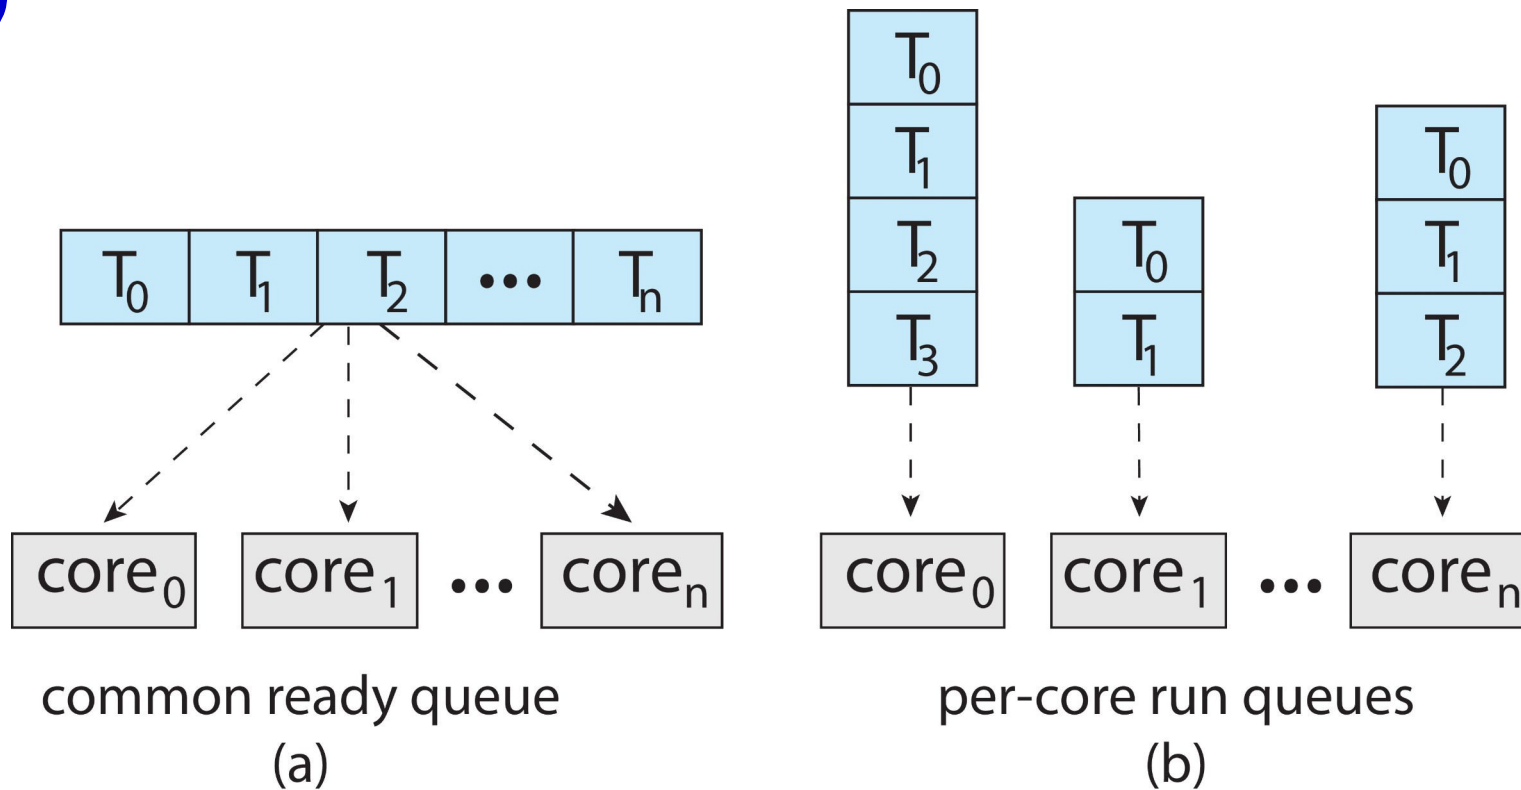 T₀ T₁ T₂ ••• Tₙ
core₀ core₁ ••• coreₙ
common ready queue
(a)
T₀
T₁
T₂
T₃
T₀
T₁
T₀
T₁
T₂
core₀ core₁ ••• coreₙ
per-core run queues
(b)